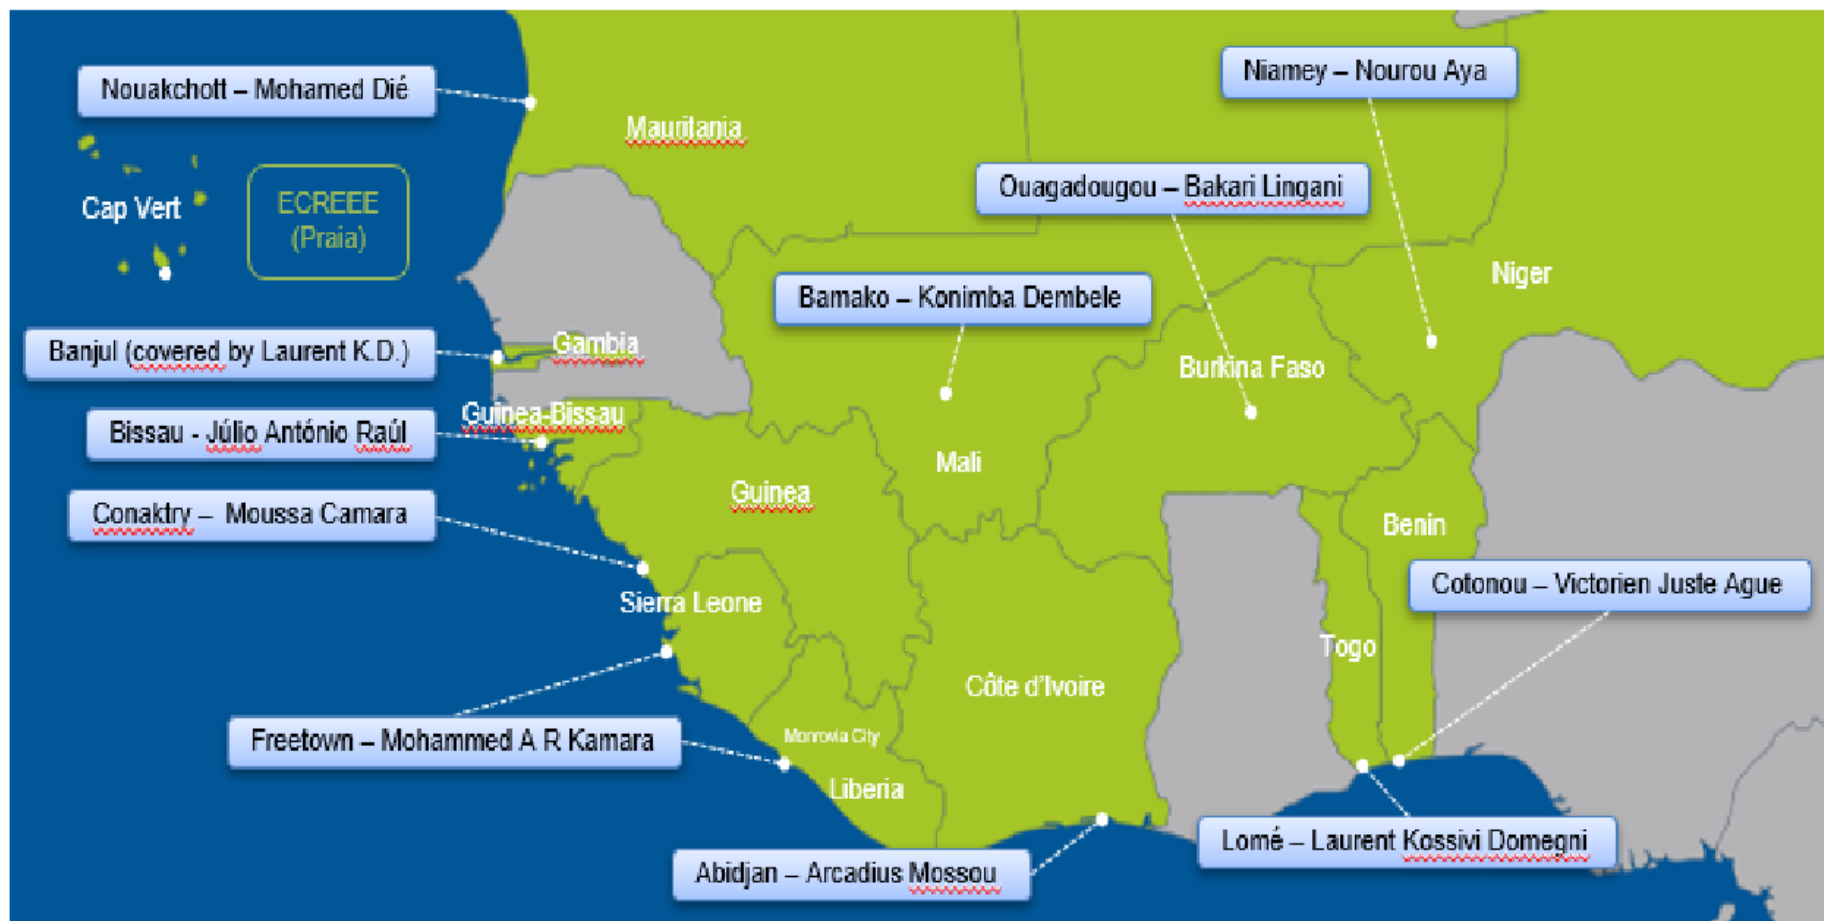 Nouakchott – Mohamed Dié
Niamey – Nourou Aya
Mauritania
Ouagadougou – Bakari Lingani
Cap Vert
ECREEE
(Praia)
Niger
Bamako – Konimba Dembele
Banjul (covered by Laurent K.D.)
Gambia
Burkina Faso
Guinea-Bissau
Bissau - Júlio António Raúl
Mali
Guinea
Conaktry – Moussa Camara
Benin
Cotonou – Victorien Juste Ague
Sierra Leone
Togo
Côte d'Ivoire
Freetown – Mohammed A R Kamara
Monrovia City
Liberia
Lomé – Laurent Kossivi Domegni
Abidjan – Arcadius Mossou